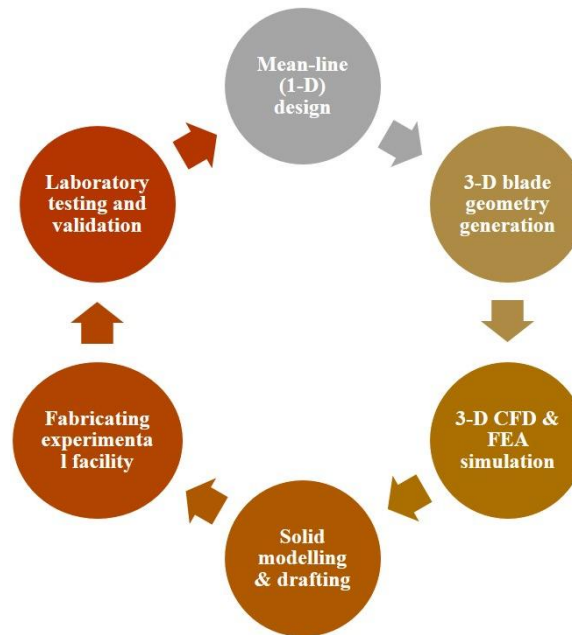 Mean-line
(1-D)
design
3-D blade
geometry
generation
3-D CFD &
FEA
simulation
Solid
modelling
& drafting
Fabricating
experimenta
l facility
Laboratory
testing and
validation